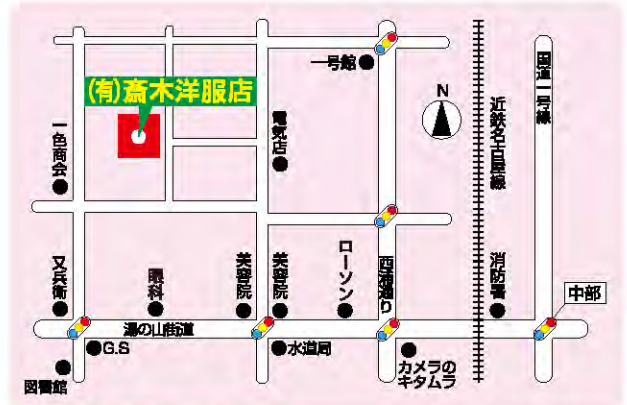 一号館
国道一号線
(有)斎木洋服店
N
近鉄名古屋線
電気店
一色商会
又兵衛
眼科
美容院
美容院
ローソン
西浦通り
消防署
中部
湯の山街道
G.S
水道局
カメラの
キタムラ
図書館